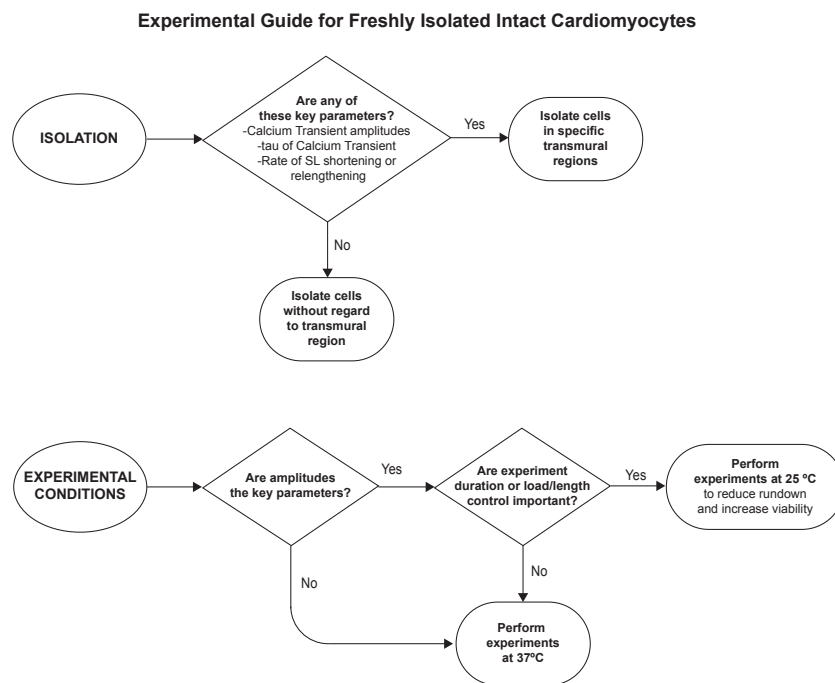 Experimental Guide for Freshly Isolated Intact Cardiomyocytes
ISOLATION
Are any of
these key parameters?
-Calcium Transient amplitudes
-tau of Calcium Transient
-Rate of SL shortening or
relengthening
Yes
Isolate cells
in specific
transmural
regions
No
Isolate cells
without regard
to transmural
region
EXPERIMENTAL
CONDITIONS
Are amplitudes
the key parameters?
Yes
Are experiment
duration or load/length
control important?
Yes
Perform
experiments at 25 ºC
to reduce rundown
and increase viability
No
No
Perform
experiments
at 37ºC